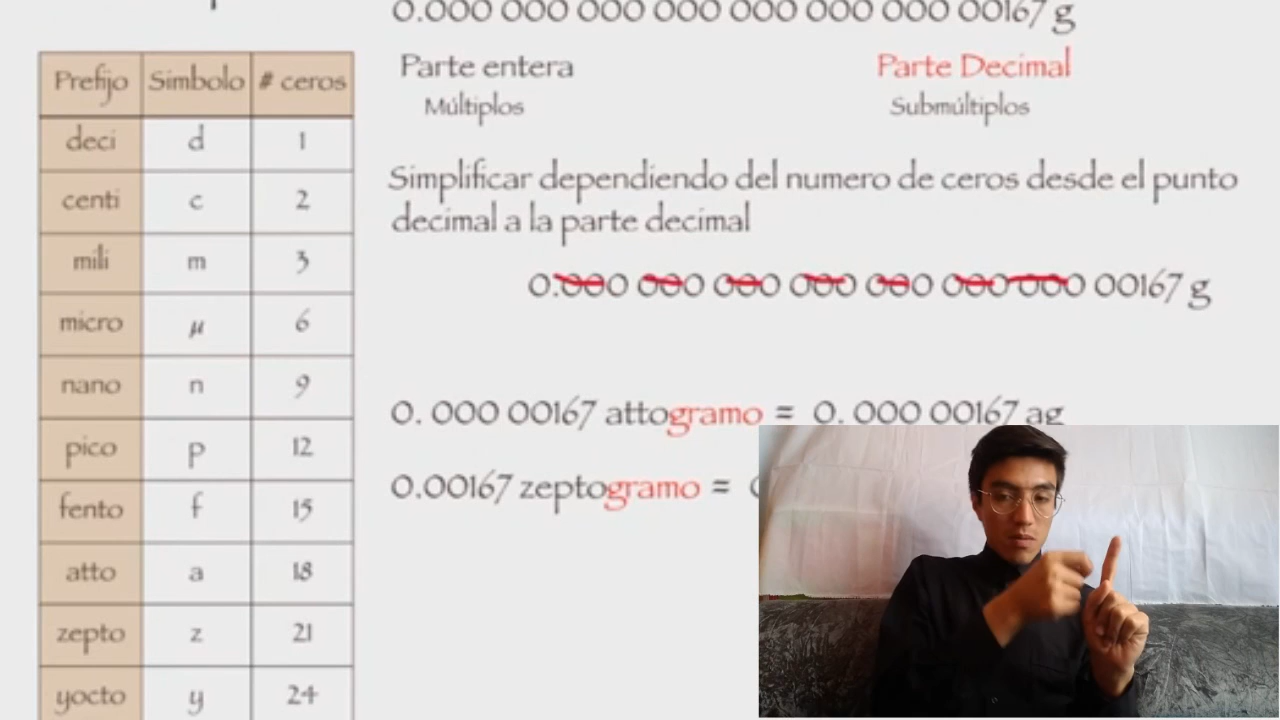 0.000 000 000 000 000 000 000 00167 g
Prefijo Simbolo # ceros
deci d 1
centi c 2
mili m 3
micro µ 6
nano n 9
pico p 12
fento f 15
atto a 18
zepto z 21
yocto y 24
Parte entera Parte Decimal
Múltiplos Submúltiplos
Simplificar dependiendo del numero de ceros desde el punto
decimal a la parte decimal
0.000 000 000 000 000 000 000 00167 g
0. 000 00167 attogramo = 0. 000 00167 ag
0.00167 zeptogramo =